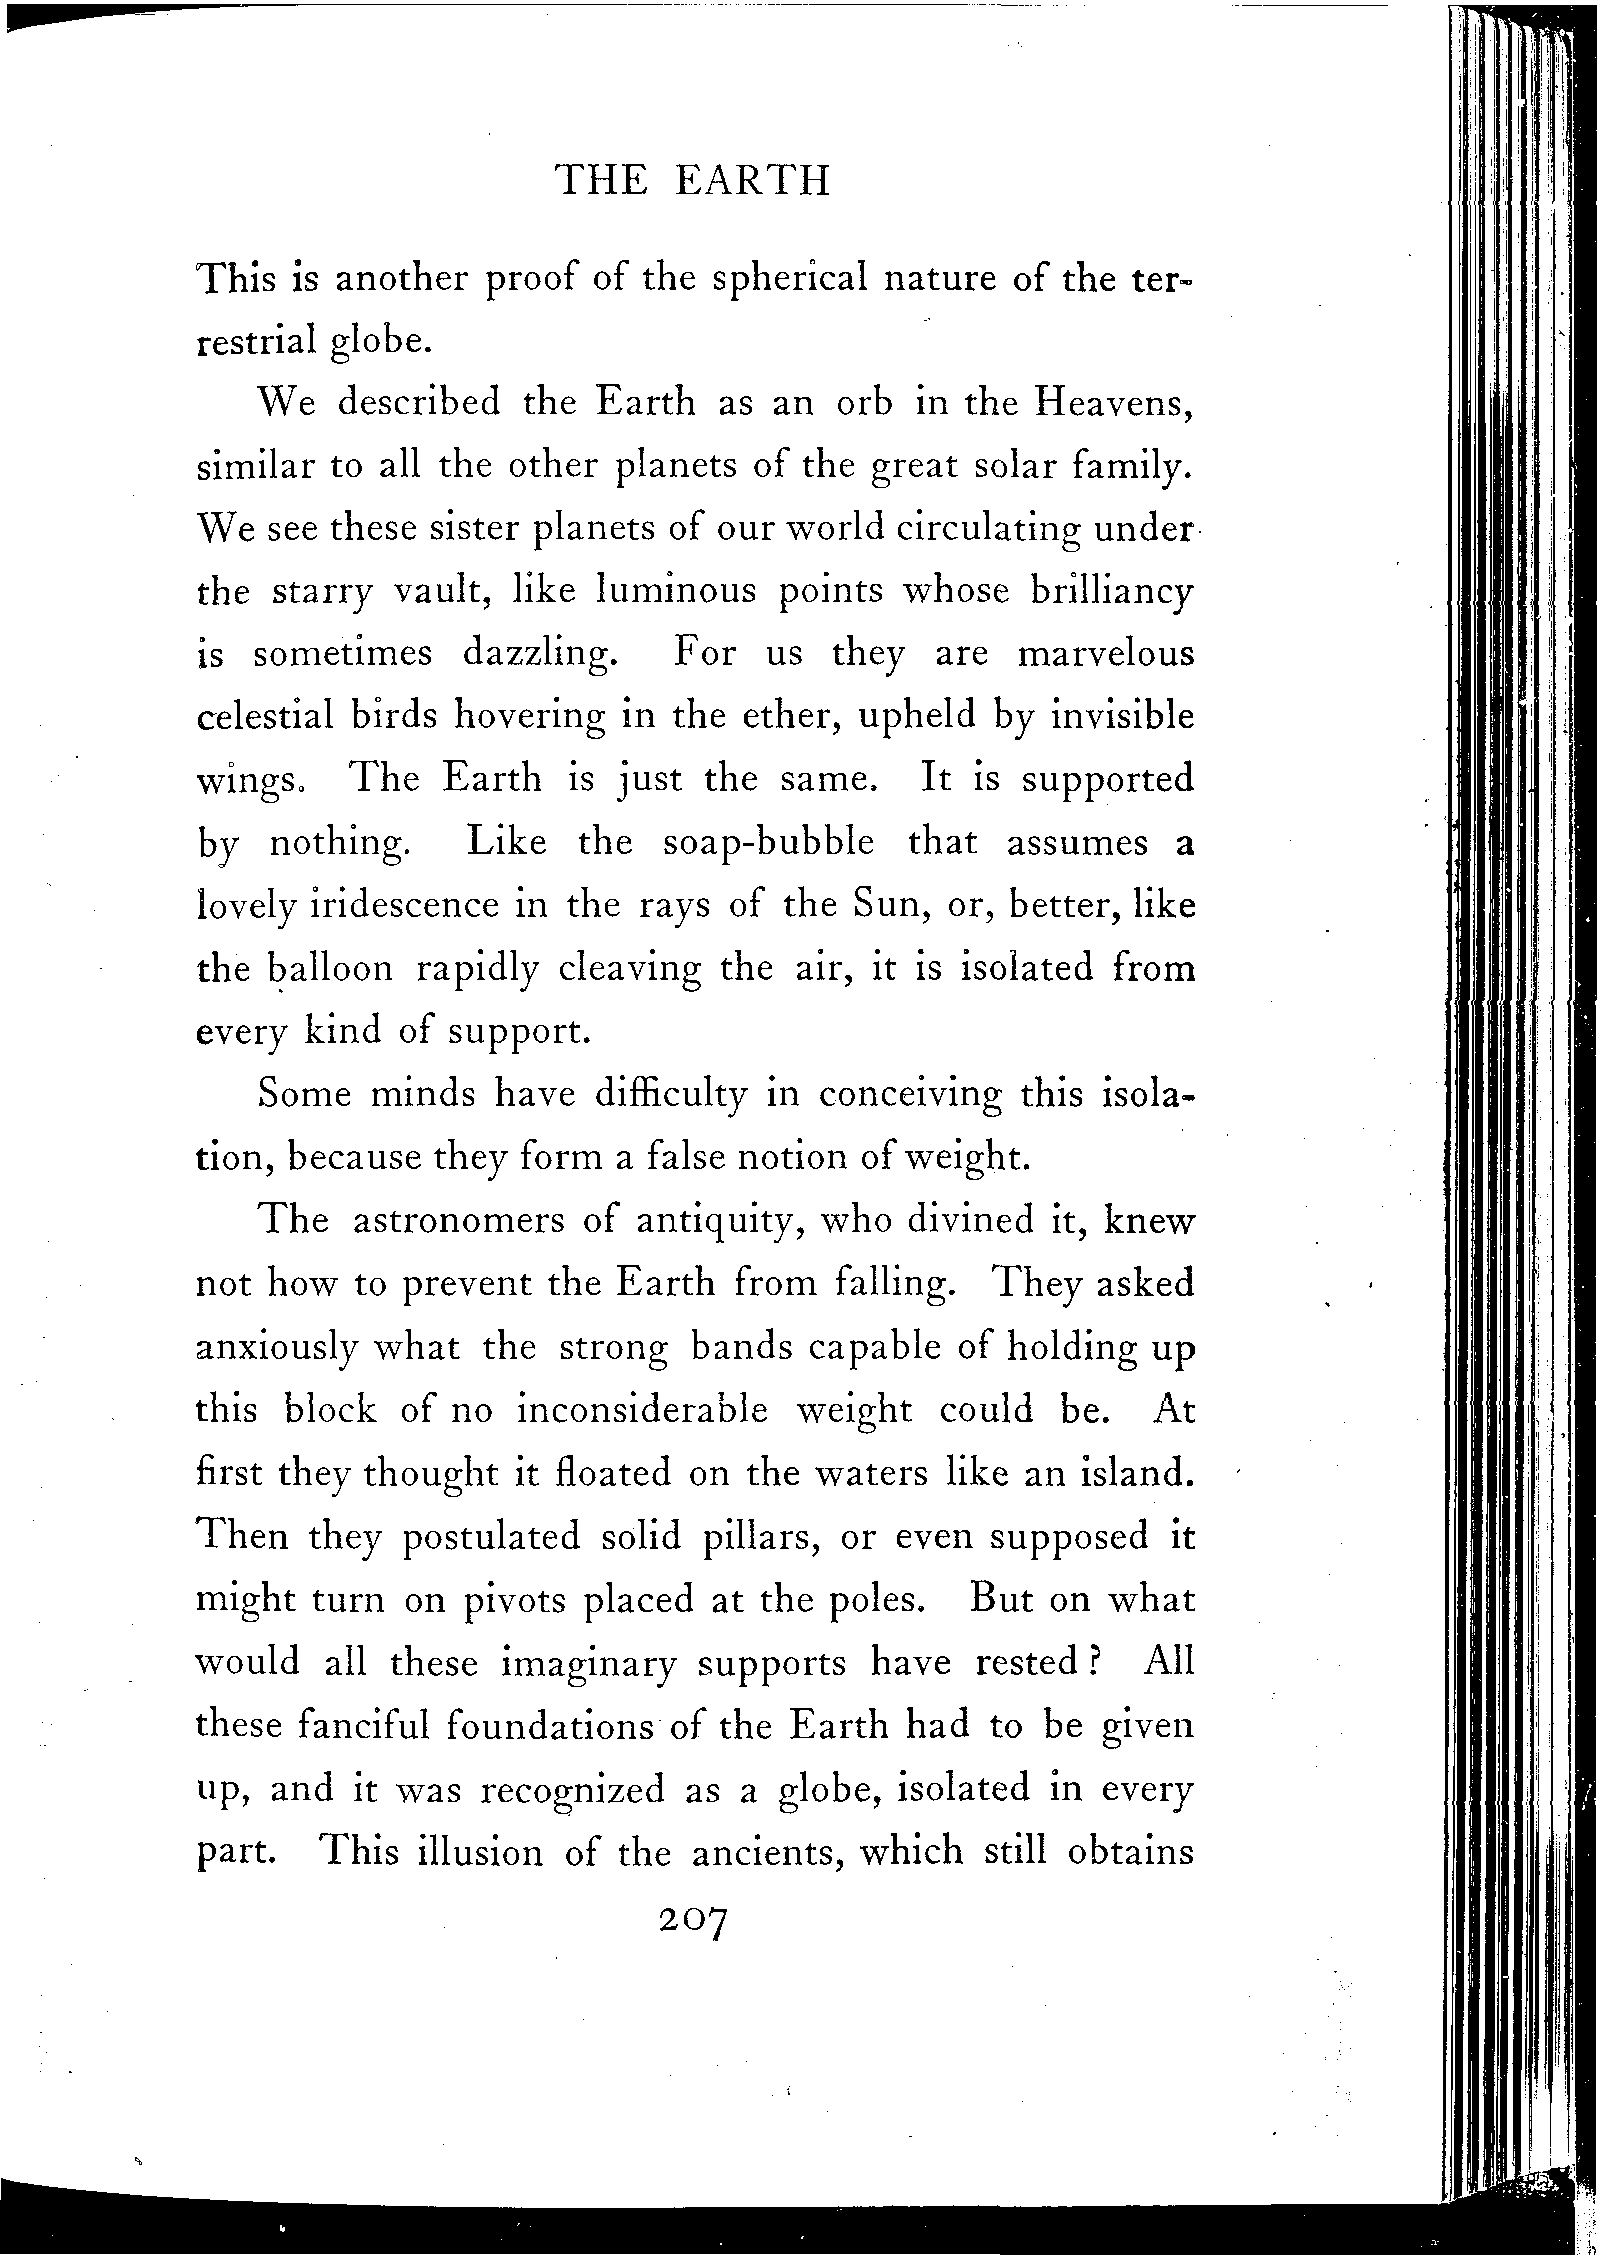 THE EARTH
This is another proof of the spherical nature of the ter-
restrial globe.
We described the Earth as an orb in the Heavens,
similar to all the other planets of the great solar family.
We see these sister planets of our world circulating under
the starry vault, like luminous points whose brilliancy
is sometimes dazzling. For us they are marvelous
celestial birds hovering in the ether, upheld by invisible
wings. The Earth is just the same. It is supported
by nothing. Like the soap-bubble that assumes a
lovely iridescence in the rays of the Sun, or, better, like
the balloon rapidly cleaving the air, it is isolated from
every kind of support.
Some minds have difficulty in conceiving this isola-
tion, because they form a false notion of weight.
The astronomers of antiquity, who divined it, knew
not how to prevent the Earth from falling. They asked
anxiously what the strong bands capable of holding up
this block of no inconsiderable weight could be. At
first they thought it floated on the waters like an island.
Then they postulated solid pillars, or even supposed it
might turn on pivots placed at the poles. But on what
would all these imaginary supports have rested? All
these fanciful foundations of the Earth had to be given
up, and it was recognized as a globe, isolated in every
part. This illusion of the ancients, which still obtains
207